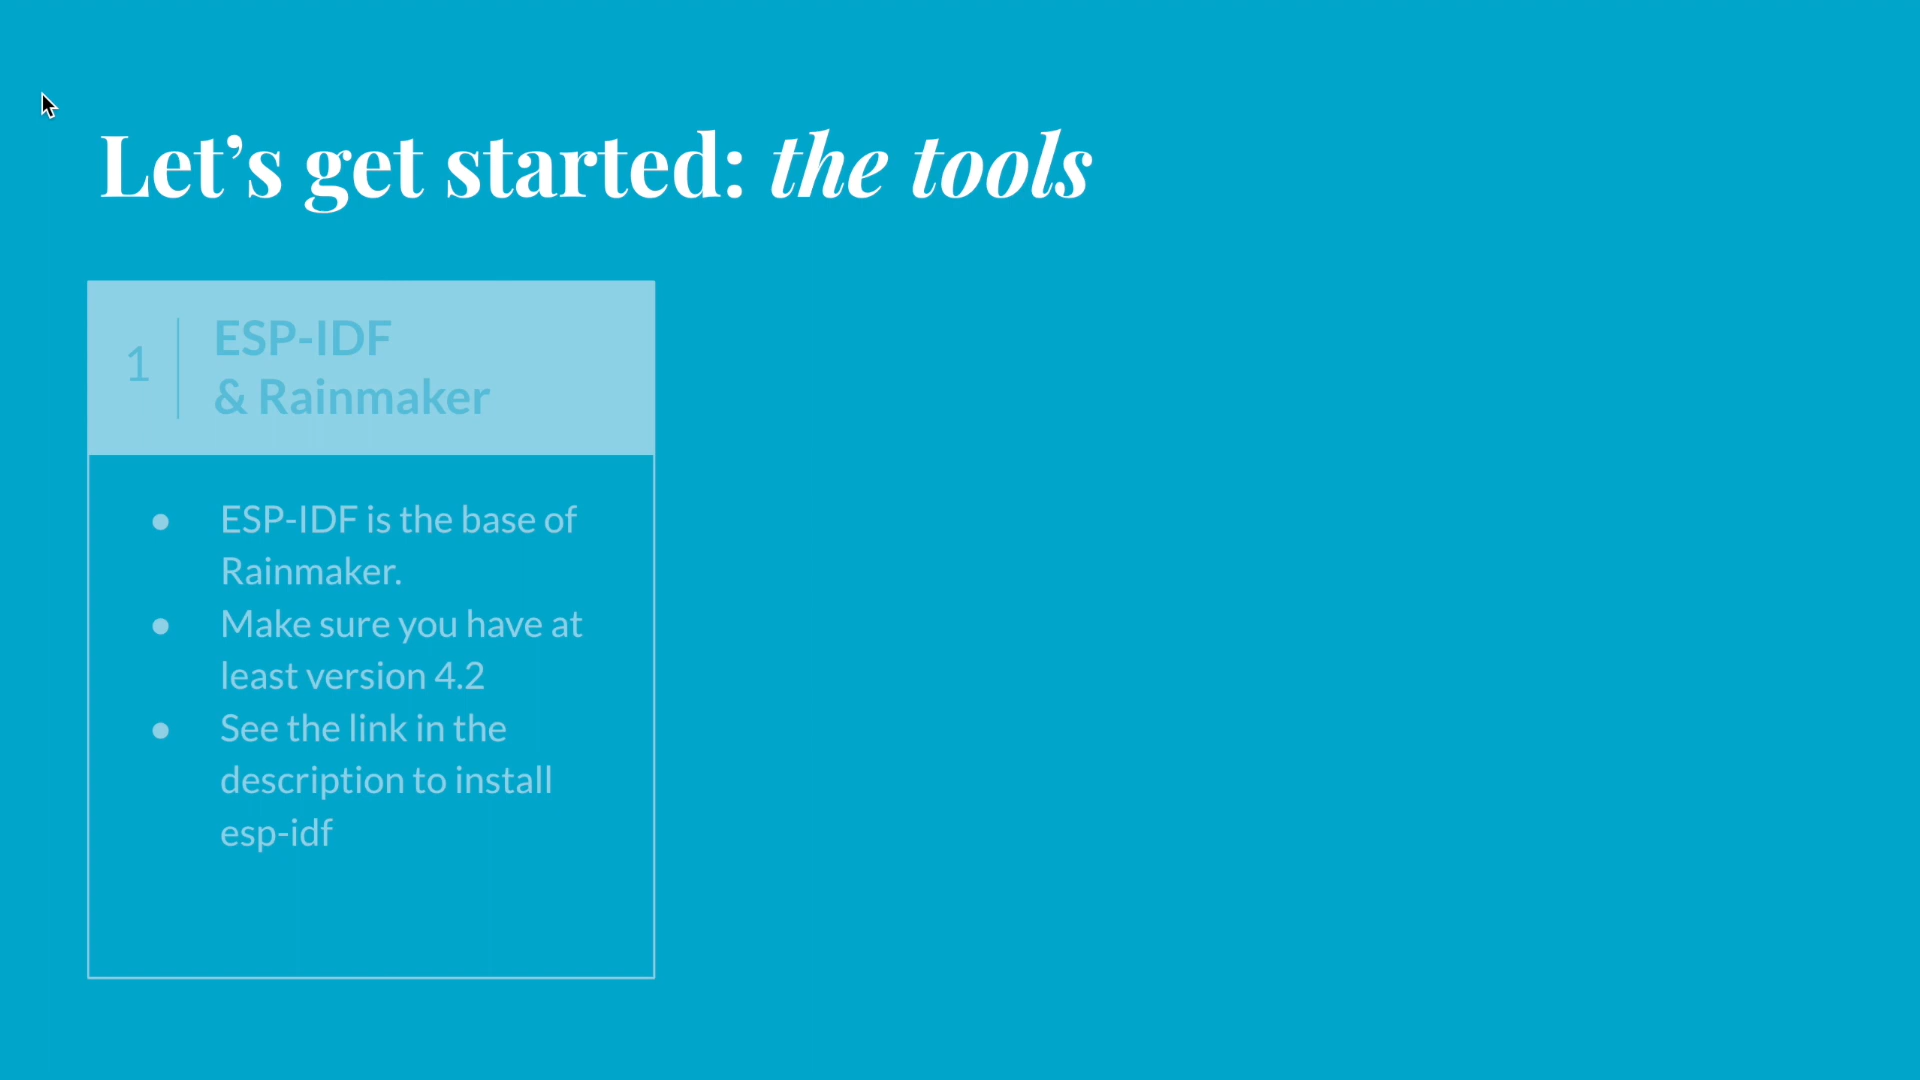 Let’s get started: the tools
1
ESP-IDF
& Rainmaker
● ESP-IDF is the base of
Rainmaker.
● Make sure you have at
least version 4.2
● See the link in the
description to install
esp-idf